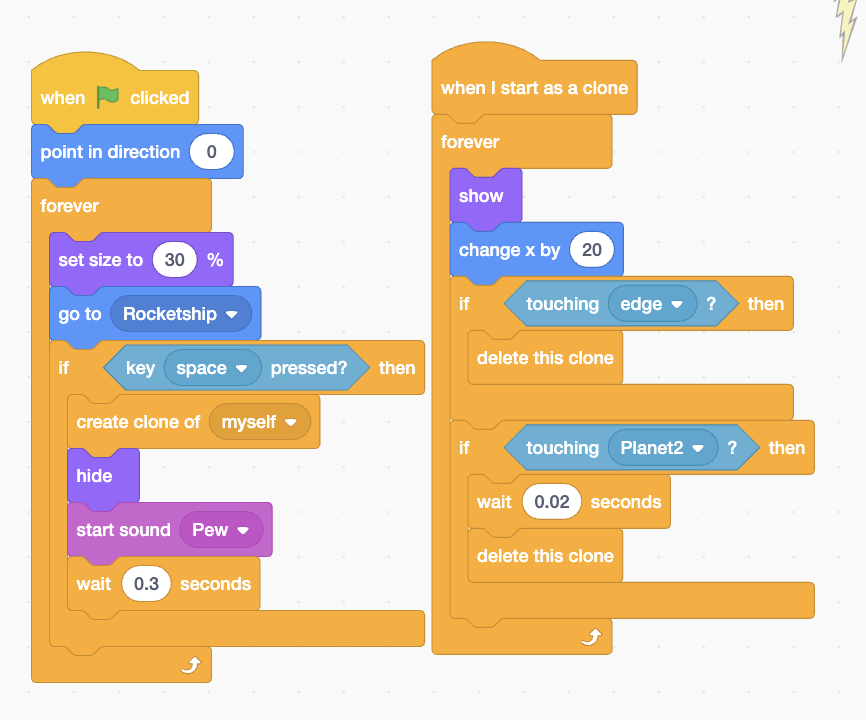 when clicked
point in direction 0
forever
set size to 30 %
go to Rocketship
if key space pressed? then
create clone of myself
hide
start sound Pew
wait 0.3 seconds
when I start as a clone
forever
show
change x by 20
if touching edge ? then
delete this clone
if touching Planet2 ? then
wait 0.02 seconds
delete this clone